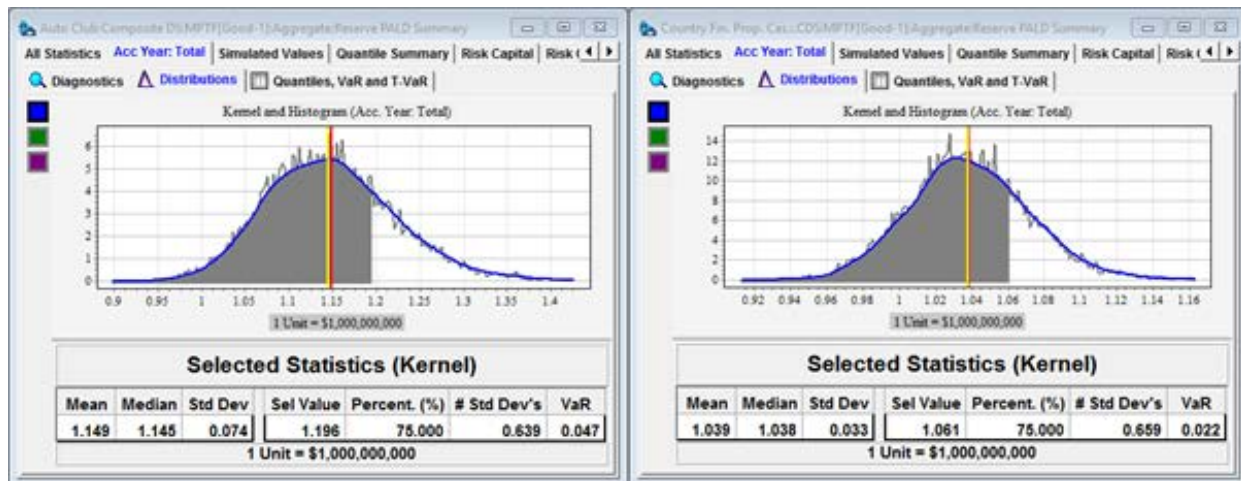 Auto Club:Composite DS:MPTF[Good-1]:Aggregate:Reserve PALD Summary
All Statistics Acc Year: Total Simulated Values Quantile Summary Risk Capital Risk
Diagnostics Distributions Quantiles, VaR and T-VaR
Kernel and Histogram (Acc. Year: Total)
6
5
4
3
2
1
0
0.9 0.95 1 1.05 1.1 1.15 1.2 1.25 1.3 1.35 1.4
1 Unit = $1,000,000,000
Selected Statistics (Kernel)
Mean Median Std Dev Sel Value Percent. (%) # Std Dev's VaR
1.149 1.145 0.074 1.196 75.000 0.639 0.047
1 Unit = $1,000,000,000
Country Fin. Prop. Cas.:CDS:MPTF[Good-1]:Aggregate:Reserve PALD Summary
All Statistics Acc Year: Total Simulated Values Quantile Summary Risk Capital Risk
Diagnostics Distributions Quantiles, VaR and T-VaR
Kernel and Histogram (Acc. Year: Total)
14
12
10
8
6
4
2
0
0.92 0.94 0.96 0.98 1 1.02 1.04 1.06 1.08 1.1 1.12 1.14 1.16
1 Unit = $1,000,000,000
Selected Statistics (Kernel)
Mean Median Std Dev Sel Value Percent. (%) # Std Dev's VaR
1.039 1.038 0.033 1.061 75.000 0.659 0.022
1 Unit = $1,000,000,000